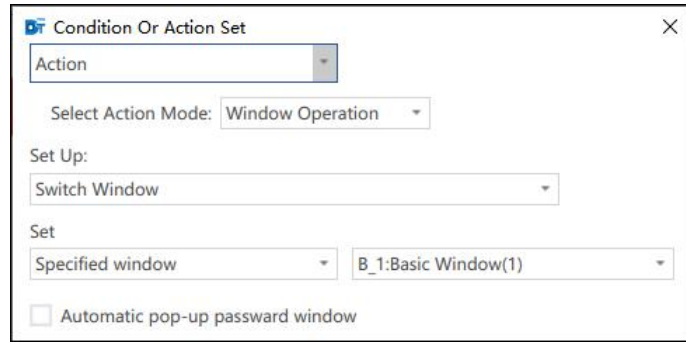 DT Condition Or Action Set
Action
Select Action Mode: Window Operation
Set Up:
Switch Window
Set
Specified window B_1:Basic Window(1)
Automatic pop-up passward window